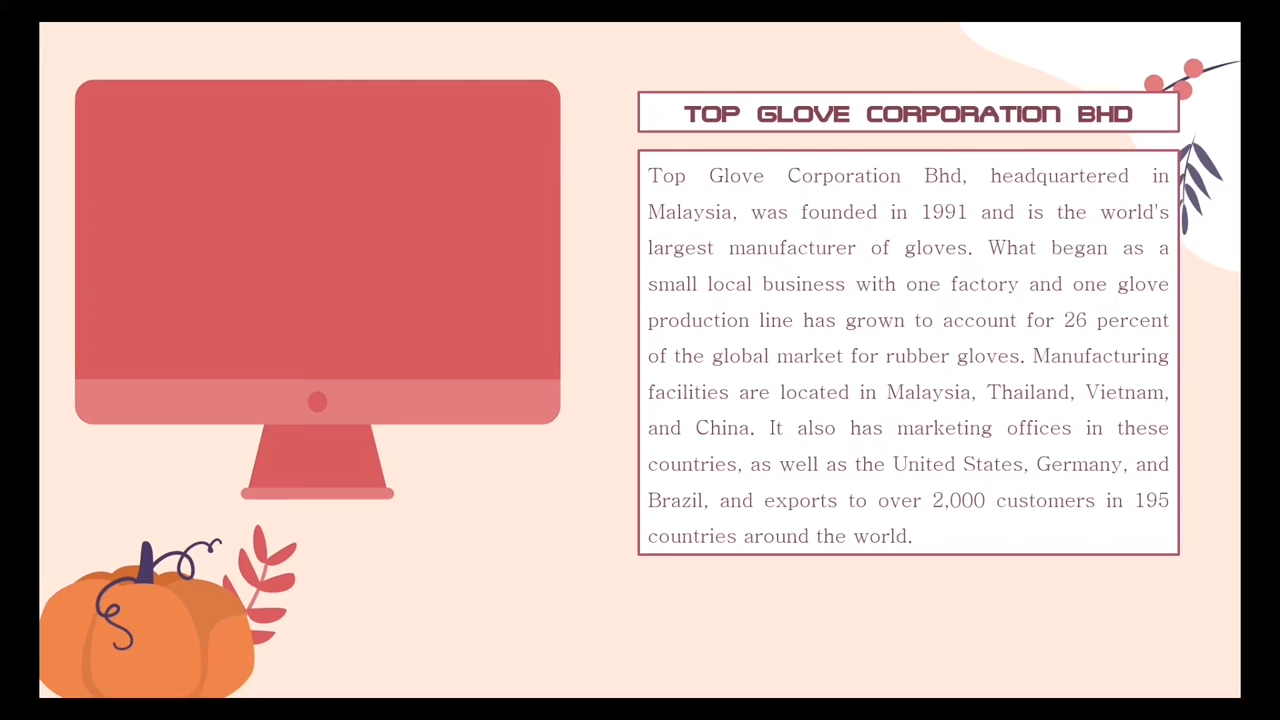 TOP GLOVE CORPORATION BHD
Top Glove Corporation Bhd, headquartered in
Malaysia, was founded in 1991 and is the world's
largest manufacturer of gloves. What began as a
small local business with one factory and one glove
production line has grown to account for 26 percent
of the global market for rubber gloves. Manufacturing
facilities are located in Malaysia, Thailand, Vietnam,
and China. It also has marketing offices in these
countries, as well as the United States, Germany, and
Brazil, and exports to over 2,000 customers in 195
countries around the world.